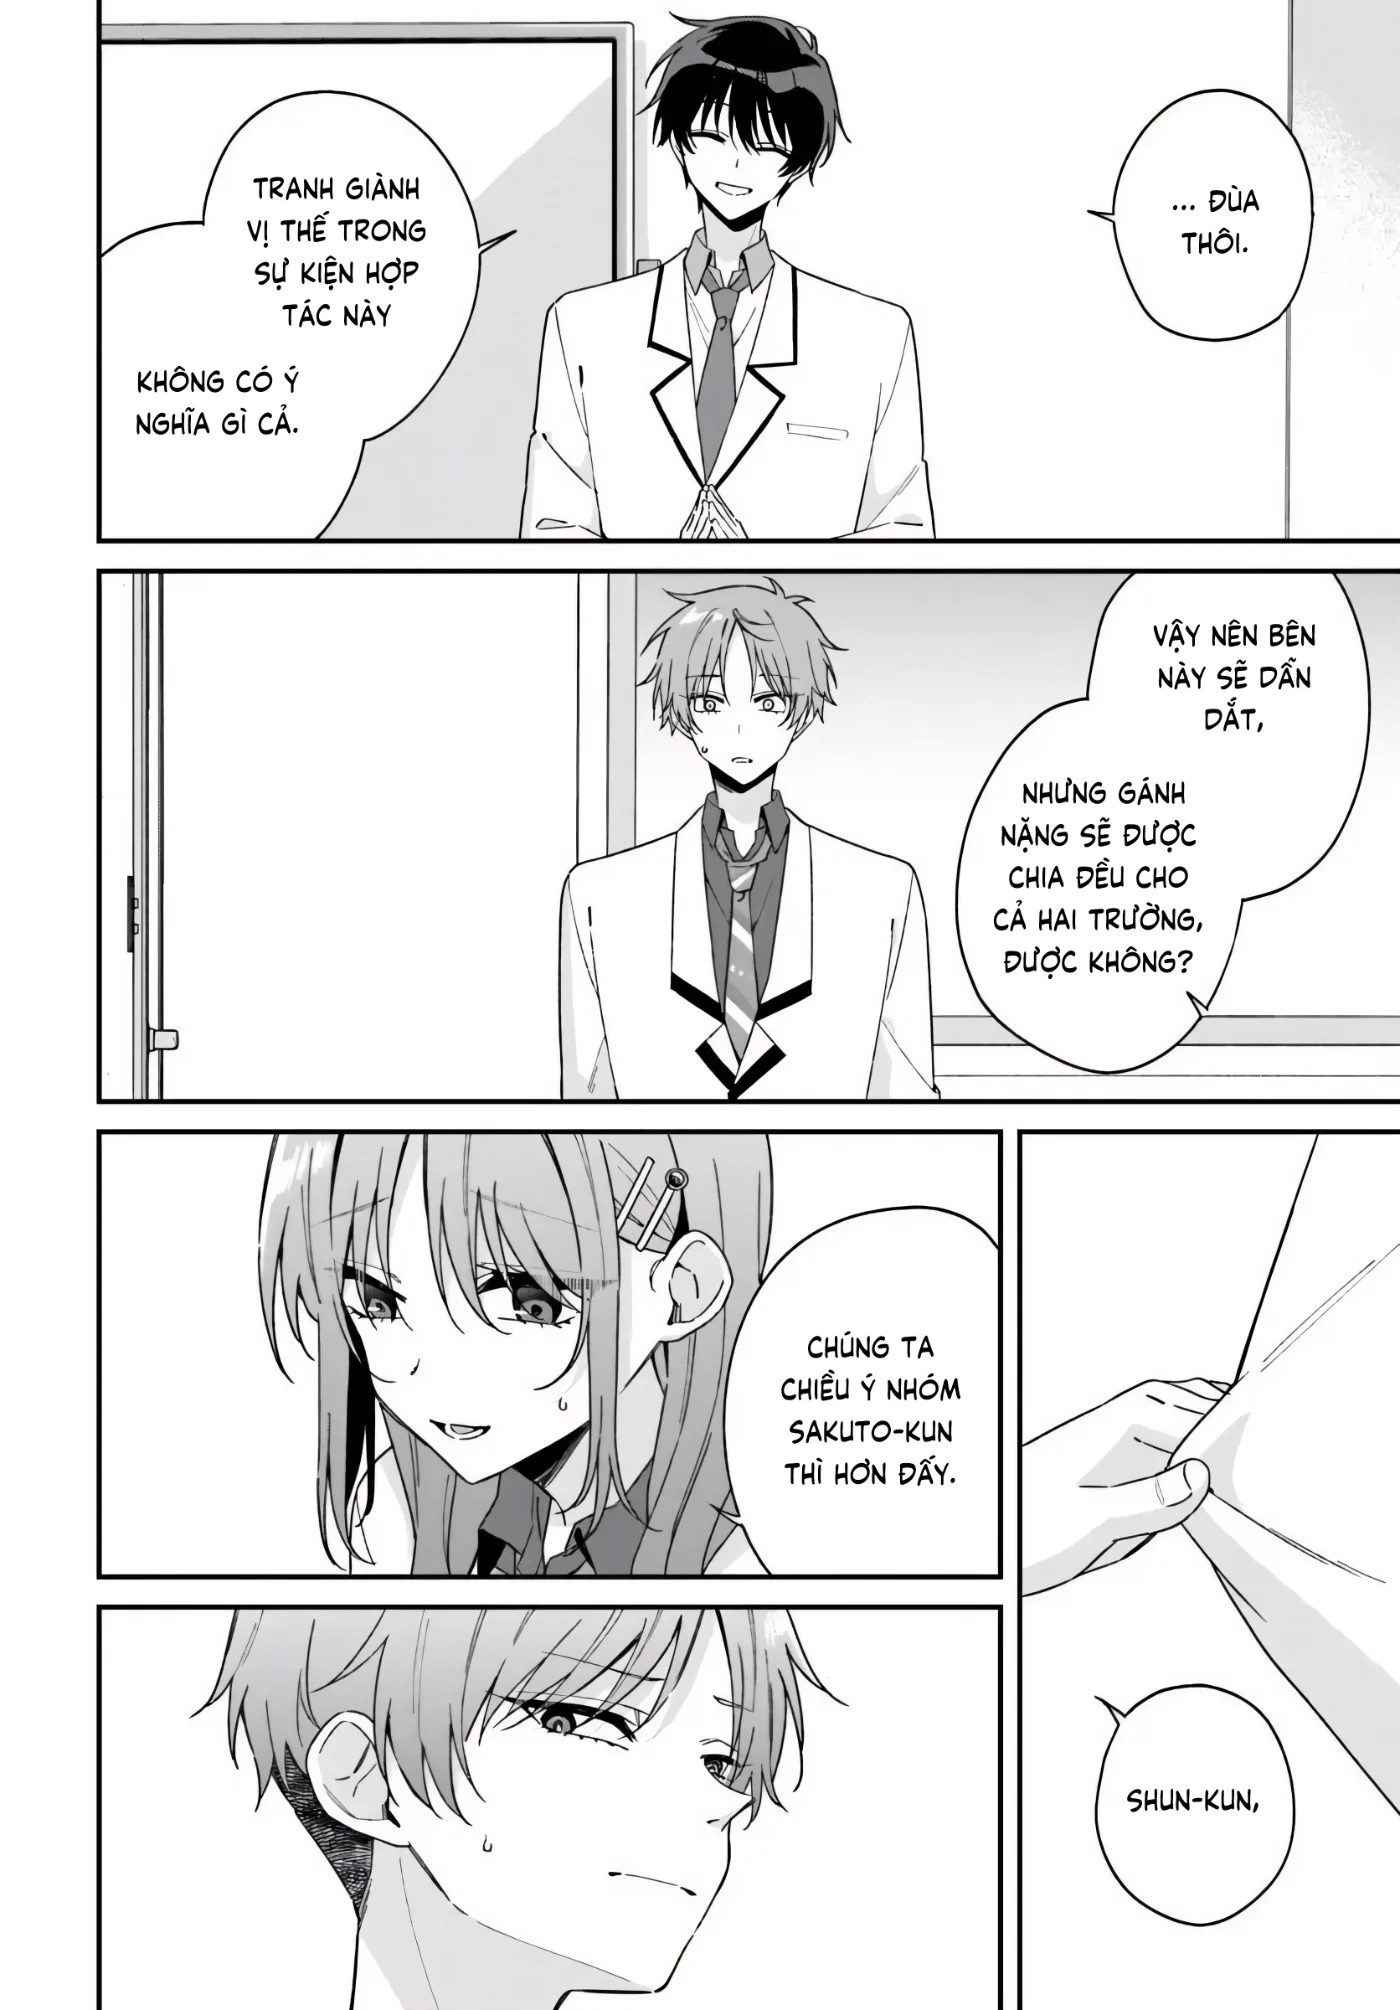 ... ĐÙA
THÔI.
TRANH GIÀNH
VỊ THẾ TRONG
SỰ KIỆN HỢP
TÁC NÀY
KHÔNG CÓ Ý
NGHĨA GÌ CẢ.
VẬY NÊN BÊN
NÀY SẼ DẪN
DẮT,
NHƯNG GÁNH
NẶNG SẼ ĐƯỢC
CHIA ĐỀU CHO
CẢ HAI TRƯỜNG,
ĐƯỢC KHÔNG?
SHUN-KUN,
CHÚNG TA
CHIỀU Ý NHÓM
SAKUTO-KUN
THÌ HƠN ĐẤY.